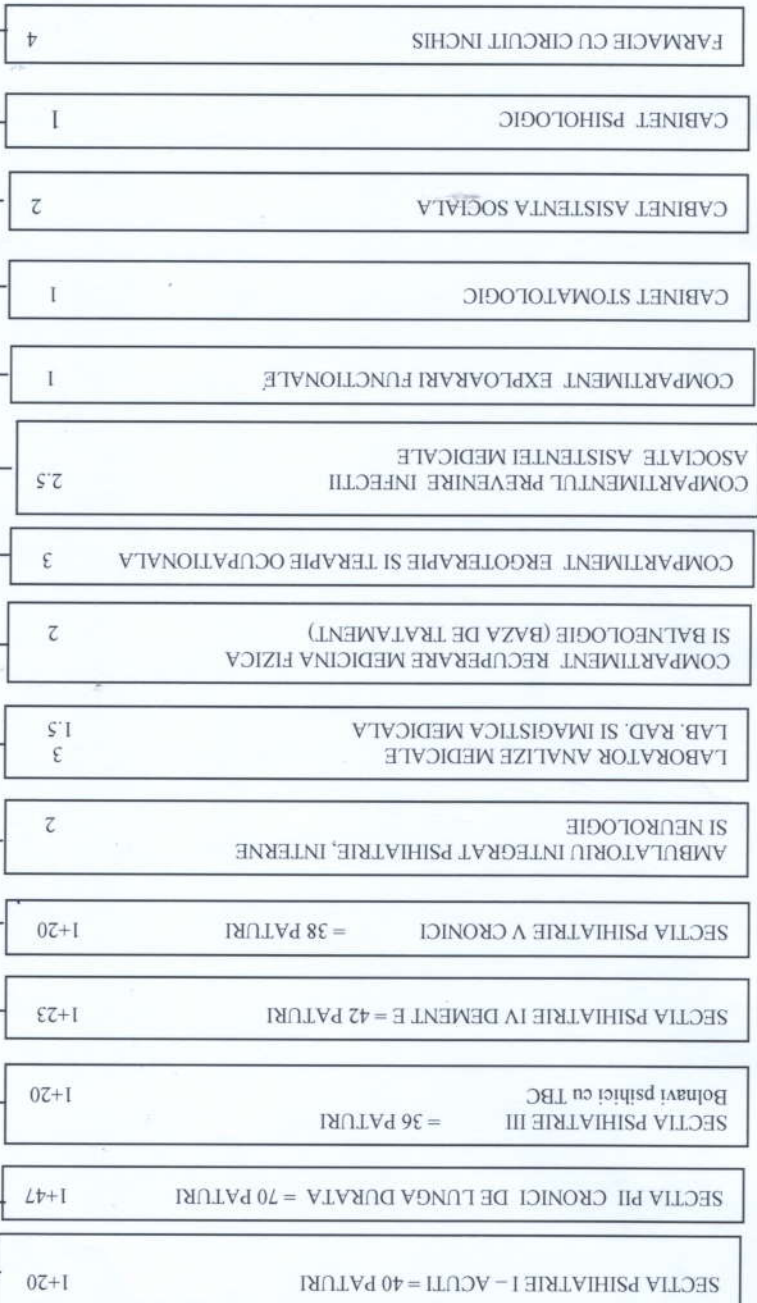 SECTIA PSIHIATRIE I – ACUTI = 40 PATURI 1+20
SECTIA PII CRONICI DE LUNGA DURATA = 70 PATURI 1+47
SECTIA PSIHIATRIE III = 36 PATURI
Bolnavi psihici cu TBC 1+20
SECTIA PSIHIATRIE IV DEMENT E = 42 PATURI 1+23
SECTIA PSIHIATRIE V CRONICI = 38 PATURI 1+20
AMBULATORIU INTEGRAT PSIHIATRIE, INTERNE
SI NEUROLOGIE 2
LABORATOR ANALIZE MEDICALE 3
LAB. RAD. SI IMAGISTICA MEDICALA 1.5
COMPARTIMENT RECUPERARE MEDICINA FIZICA
SI BALNEOLOGIE (BAZA DE TRATAMENT) 2
COMPARTIMENT ERGOTERAPIE SI TERAPIE OCUPATIONALA 3
COMPARTIMENTUL PREVENIRE INFECTII
ASOCIATE ASISTENTEI MEDICALE 2.5
COMPARTIMENT EXPLOARARI FUNCTIONALE 1
CABINET STOMATOLOGIC 1
CABINET ASISTENTA SOCIALA 2
CABINET PSIHOLOGIC 1
FARMACIE CU CIRCUIT INCHIS 4